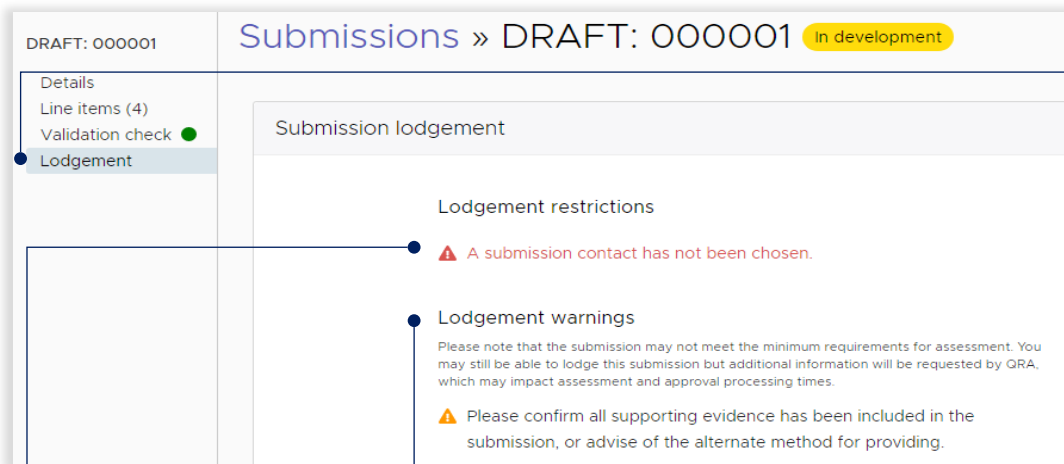 DRAFT: 000001
Submissions » DRAFT: 000001 In development
Details
Line items (4)
Validation check
Lodgement
Submission lodgement
Lodgement restrictions
A submission contact has not been chosen.
Lodgement warnings
Please note that the submission may not meet the minimum requirements for assessment. You
may still be able to lodge this submission but additional information will be requested by QRA,
which may impact assessment and approval processing times.
Please confirm all supporting evidence has been included in the
submission, or advise of the alternate method for providing.